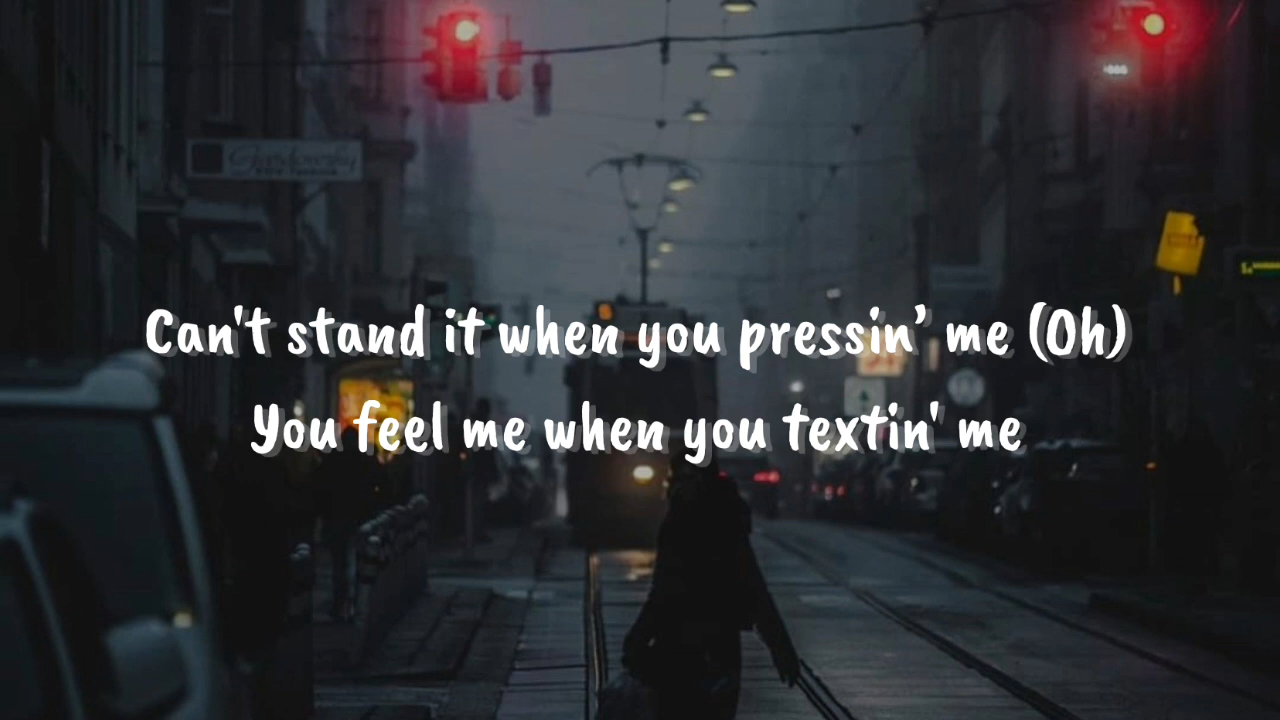 Can't stand it when you pressin’ me (Oh)
You feel me when you textin' me